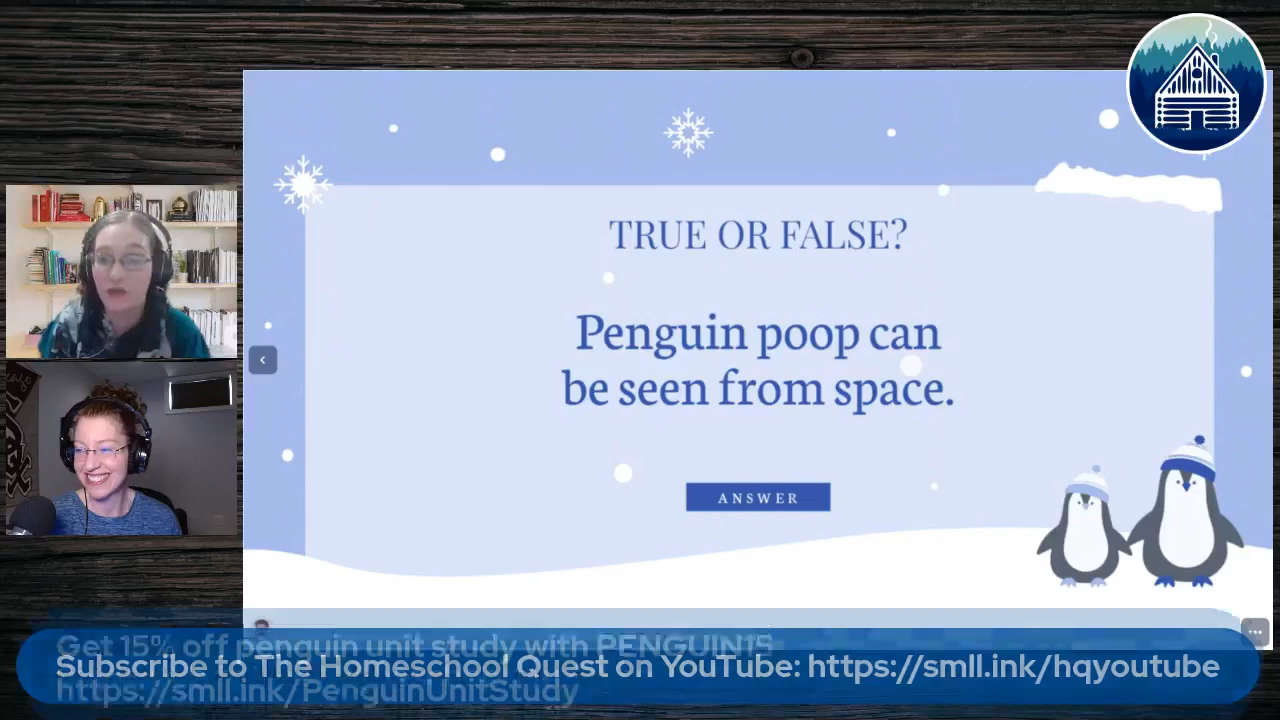 TRUE OR FALSE?
Penguin poop can
be seen from space.
ANSWER
Get 15% off penguin unit study with PENGUIN15
Subscribe to The Homeschool Quest on YouTube: https://smll.ink/hqyoutube
https://smll.ink/PenguinUnitStudy